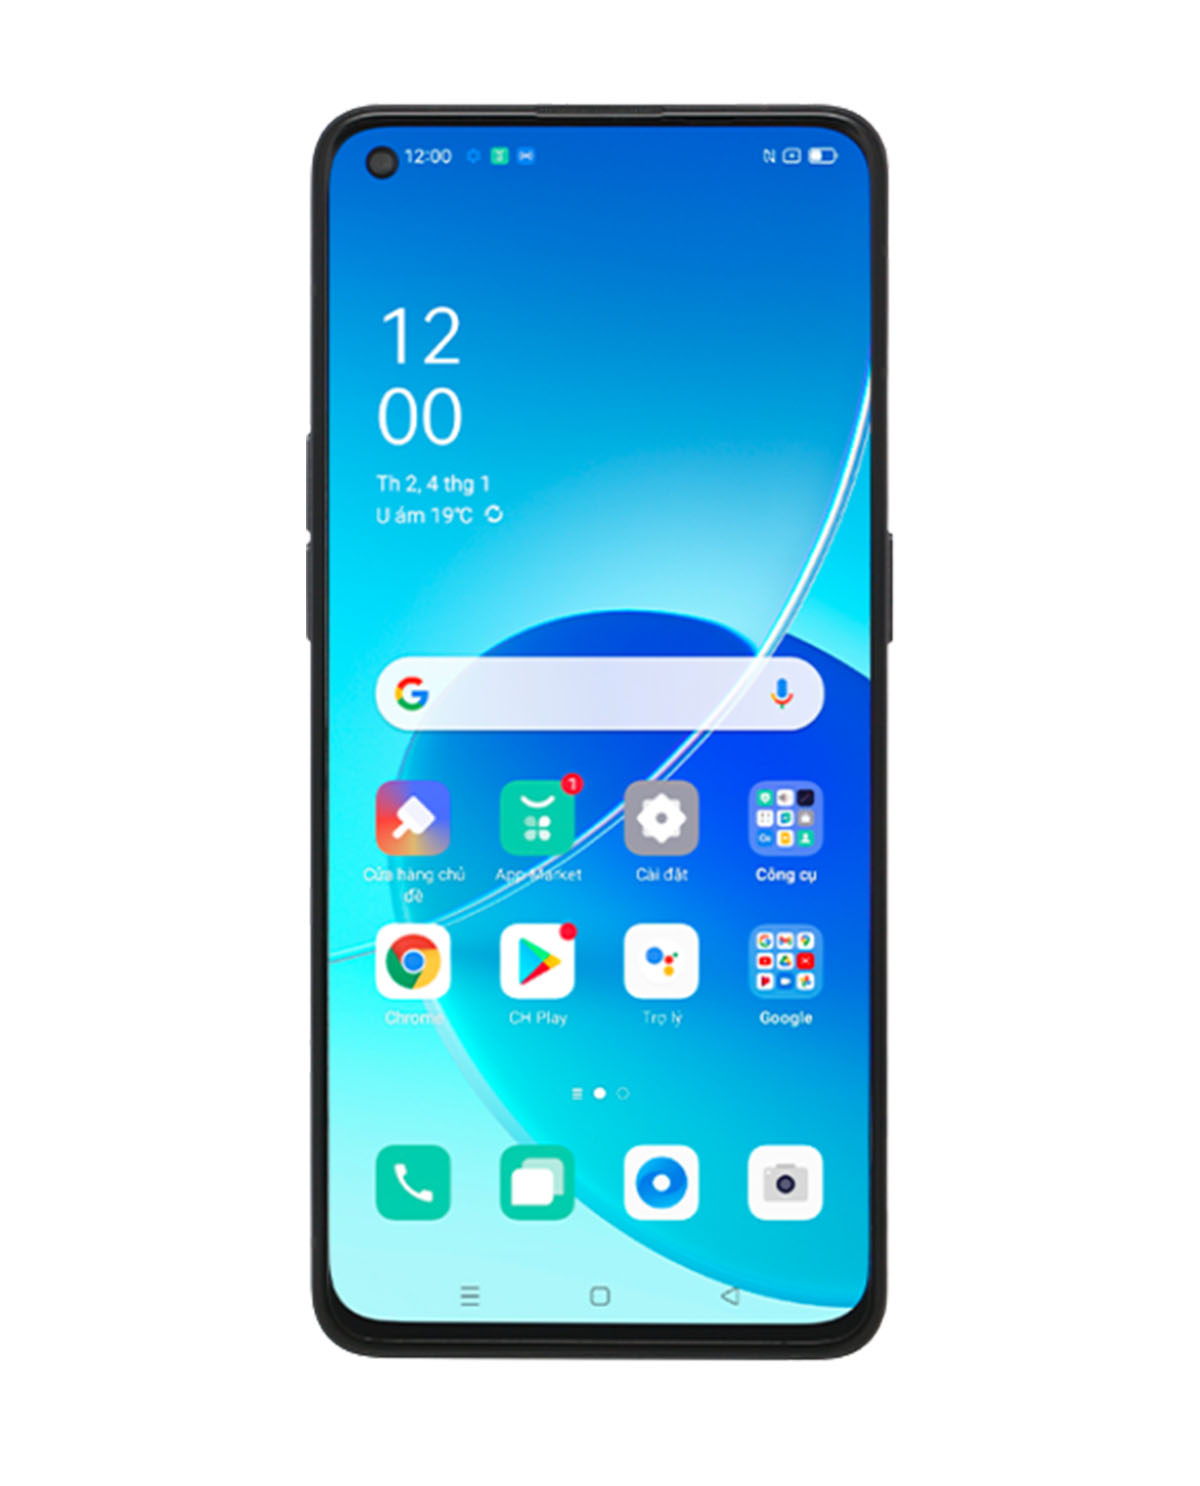 12:00
12
00
Th 2, 4 thg 1
U ám 19°C
Cửa hàng chủ đề
App Market
1
Cài đặt
Công cụ
Chrome
CH Play
Trợ lý
Google